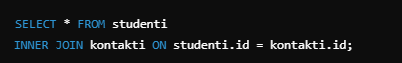 SELECT * FROM studenti
INNER JOIN kontakti ON studenti.id = kontakti.id;